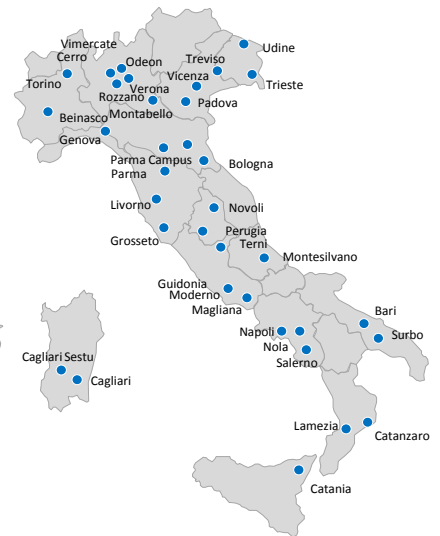 Udine
Vimercate
Cerro
Odeon
Treviso
Torino
Vicenza
Trieste
Verona
Rozzano
Padova
Montabello
Beinasco
Genova
Parma Campus
Bologna
Parma
Livorno
Novoli
Grosseto
Perugia
Terni
Montesilvano
Guidonia
Moderno
Magliana
Bari
Napoli
Surbo
Nola
Salerno
Cagliari Sestu
Cagliari
Lamezia
Catanzaro
Catania